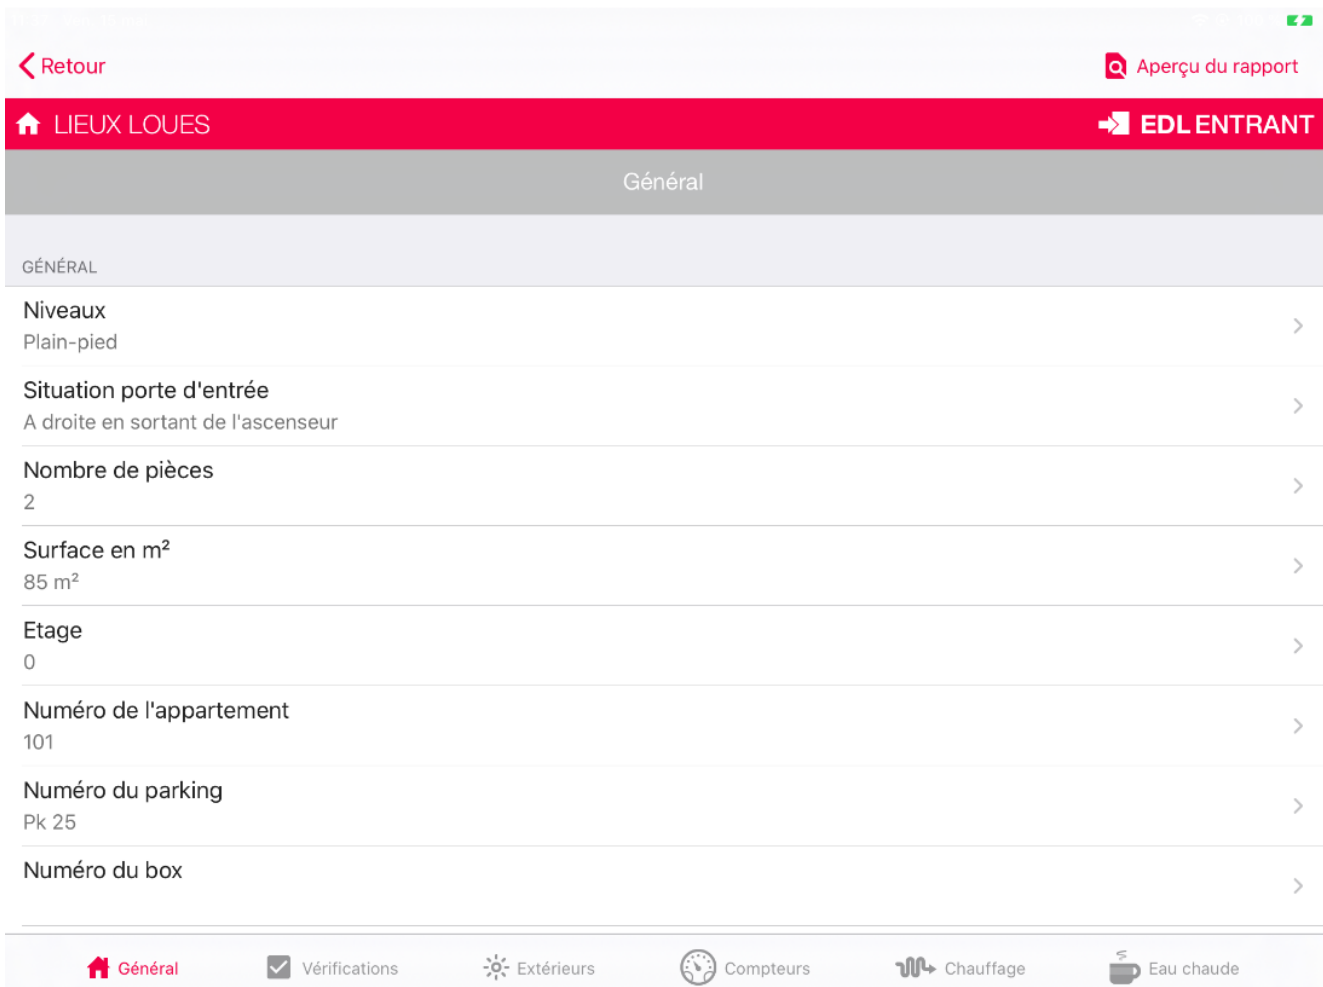 Retour
Aperçu du rapport
LIEUX LOUES
EDL ENTRANT
Général
GÉNÉRAL
Niveaux
Plain-pied
Situation porte d'entrée
A droite en sortant de l'ascenseur
Nombre de pièces
2
Surface en m²
85 m²
Etage
0
Numéro de l'appartement
101
Numéro du parking
Pk 25
Numéro du box
Général
Vérifications
Extérieurs
Compteurs
Chauffage
Eau chaude